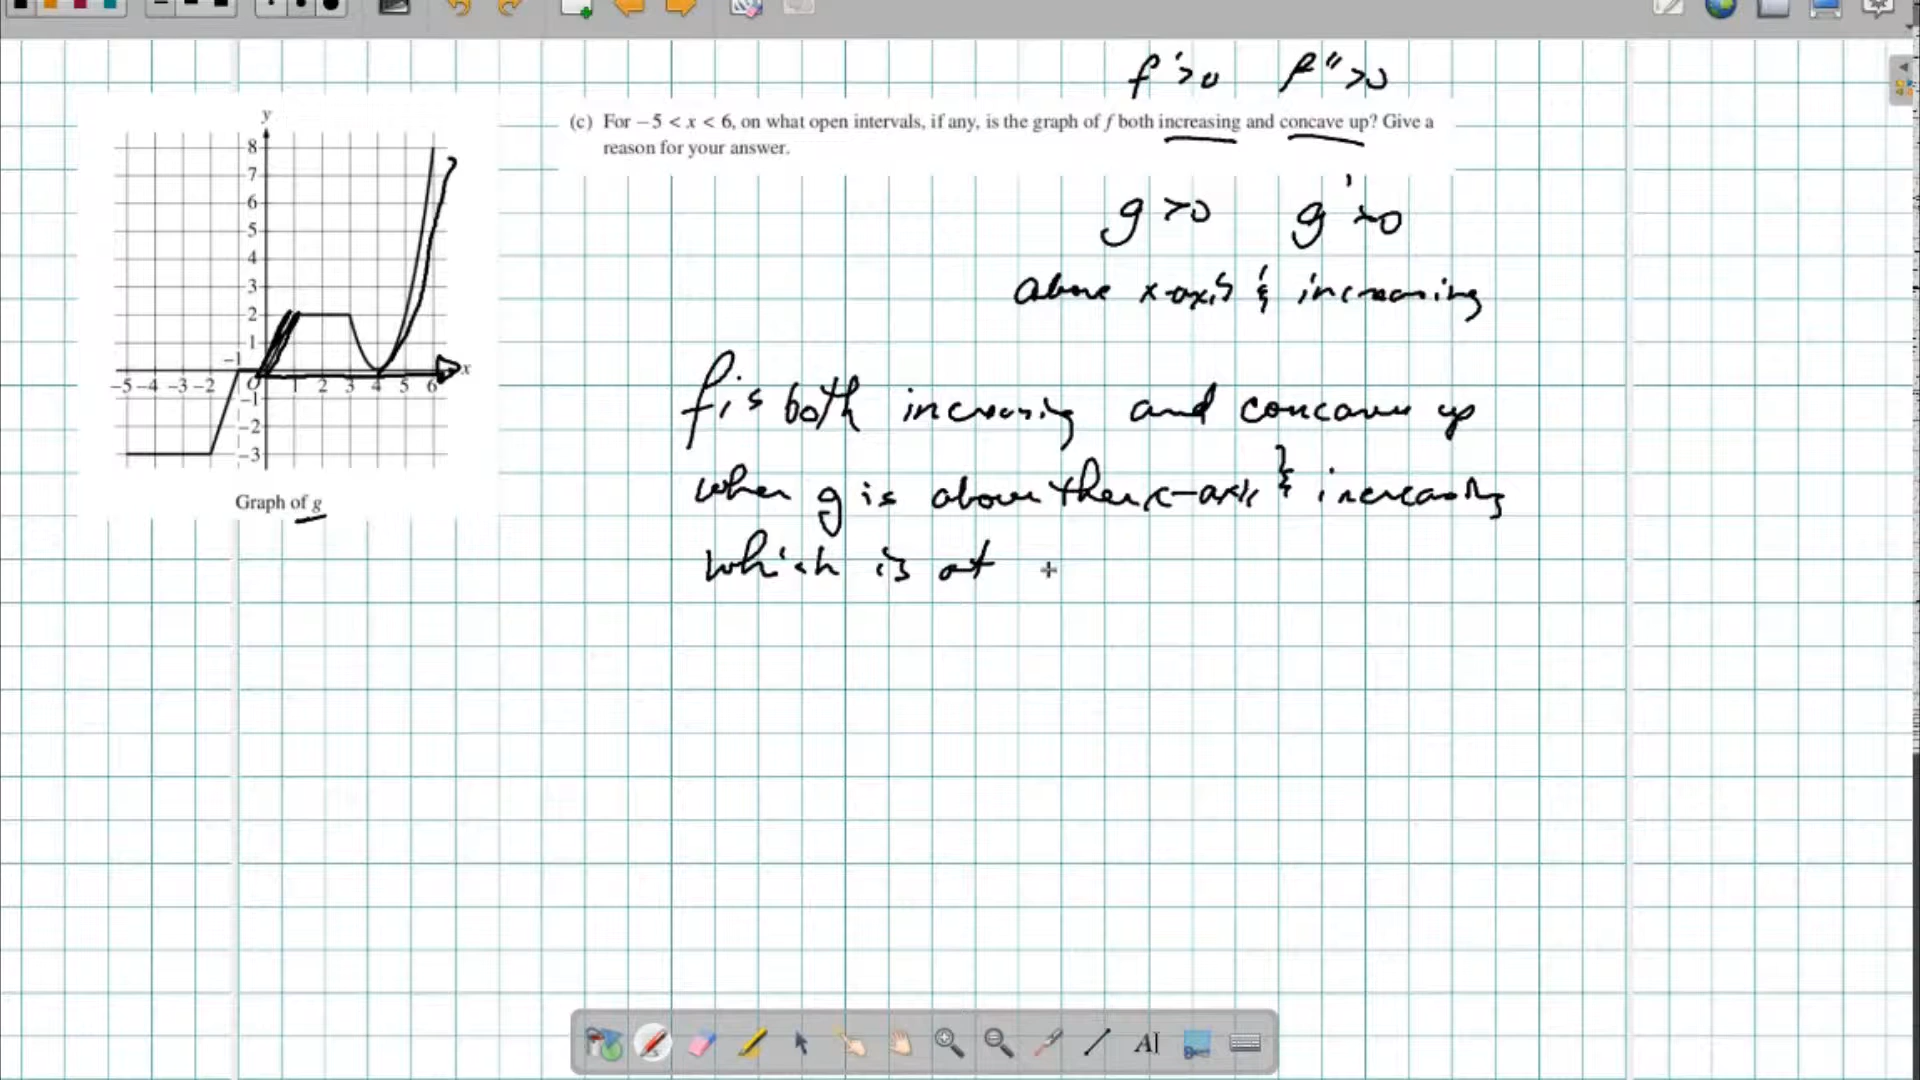 f'>0 f">0
(c) For −5 < x < 6, on what open intervals, if any, is the graph of f both increasing and concave up? Give a
reason for your answer.
g >0 g' >0
above x-axis & increasing
f is both increasing and concave up
when g is above the x-axis & increasing
which is at
y
8
7
6
5
4
3
2
1
−1
x
−5 −4 −3 −2 O 1 2 3 4 5 6
−1
−2
−3
Graph of g
AI